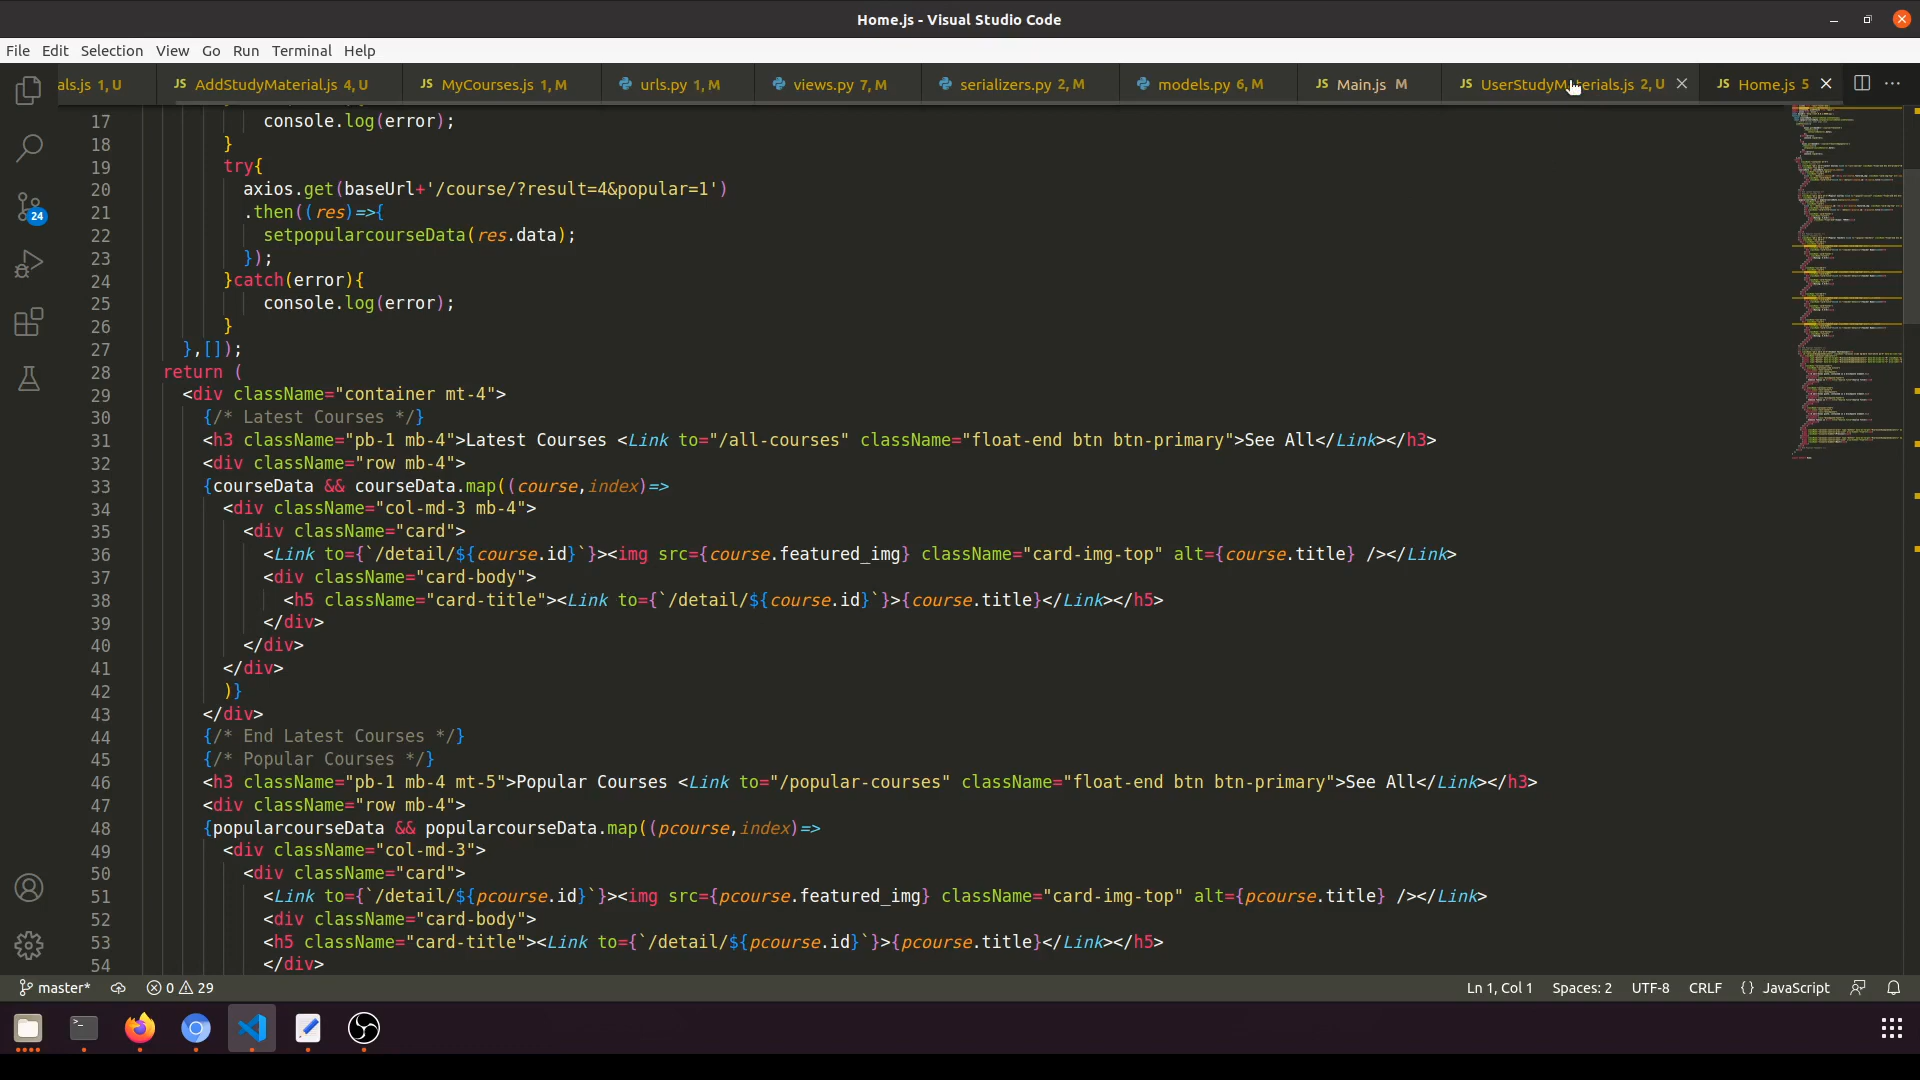 Home.js - Visual Studio Code
File Edit Selection View Go Run Terminal Help
als.js 1, U
JS AddStudyMaterial.js 4, U
JS MyCourses.js 1, M
urls.py 1, M
views.py 7, M
serializers.py 2, M
models.py 6, M
JS Main.js M
JS UserStudyMaterials.js 2, U
JS Home.js 5
17 console.log(error);
18 }
19 try{
20 axios.get(baseUrl+'/course/?result=4&popular=1')
21 .then((res)=>{
22 setpopularcourseData(res.data);
23 });
24 }catch(error){
25 console.log(error);
26 }
27 },[]);
28 return (
29 <div className="container mt-4">
30 {/* Latest Courses */}
31 <h3 className="pb-1 mb-4">Latest Courses <Link to="/all-courses" className="float-end btn btn-primary">See All</Link></h3>
32 <div className="row mb-4">
33 {courseData && courseData.map((course,index)=>
34 <div className="col-md-3 mb-4">
35 <div className="card">
36 <Link to={`/detail/${course.id}`}><img src={course.featured_img} className="card-img-top" alt={course.title} /></Link>
37 <div className="card-body">
38 <h5 className="card-title"><Link to={`/detail/${course.id}`}>{course.title}</Link></h5>
39 </div>
40 </div>
41 </div>
42 )}
43 </div>
44 {/* End Latest Courses */}
45 {/* Popular Courses */}
46 <h3 className="pb-1 mb-4 mt-5">Popular Courses <Link to="/popular-courses" className="float-end btn btn-primary">See All</Link></h3>
47 <div className="row mb-4">
48 {popularcourseData && popularcourseData.map((pcourse,index)=>
49 <div className="col-md-3">
50 <div className="card">
51 <Link to={`/detail/${pcourse.id}`}><img src={pcourse.featured_img} className="card-img-top" alt={pcourse.title} /></Link>
52 <div className="card-body">
53 <h5 className="card-title"><Link to={`/detail/${pcourse.id}`}>{pcourse.title}</Link></h5>
54 </div>
24
master* 0 29 Ln 1, Col 1 Spaces: 2 UTF-8 CRLF {} JavaScript